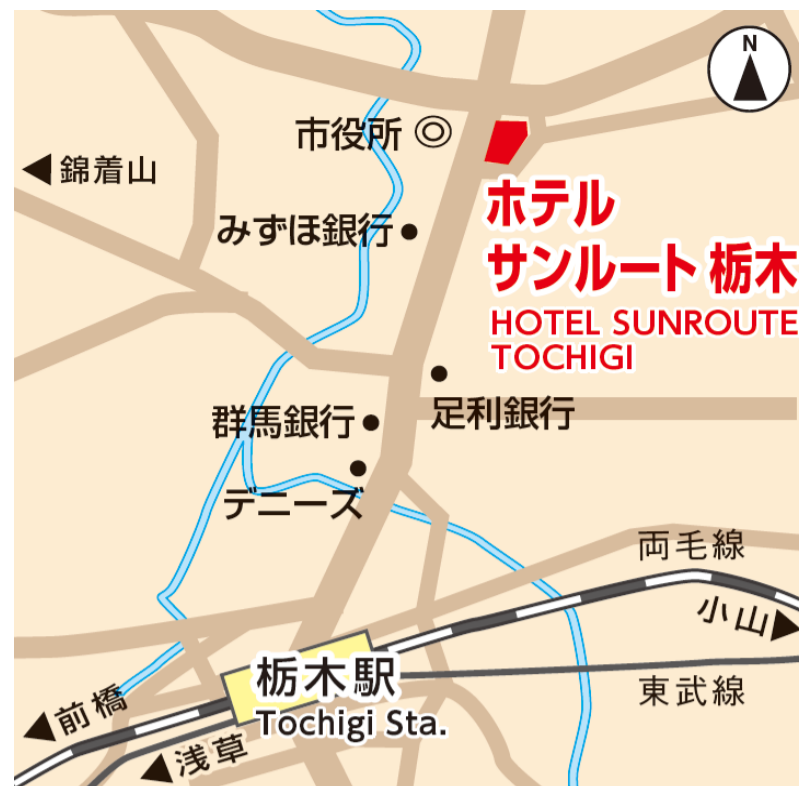 N
市役所
錦着山
みずほ銀行
ホテル
サンルート 栃木
HOTEL SUNROUTE
TOCHIGI
群馬銀行
足利銀行
デニーズ
両毛線
小山
栃木駅
Tochigi Sta.
東武線
前橋
浅草